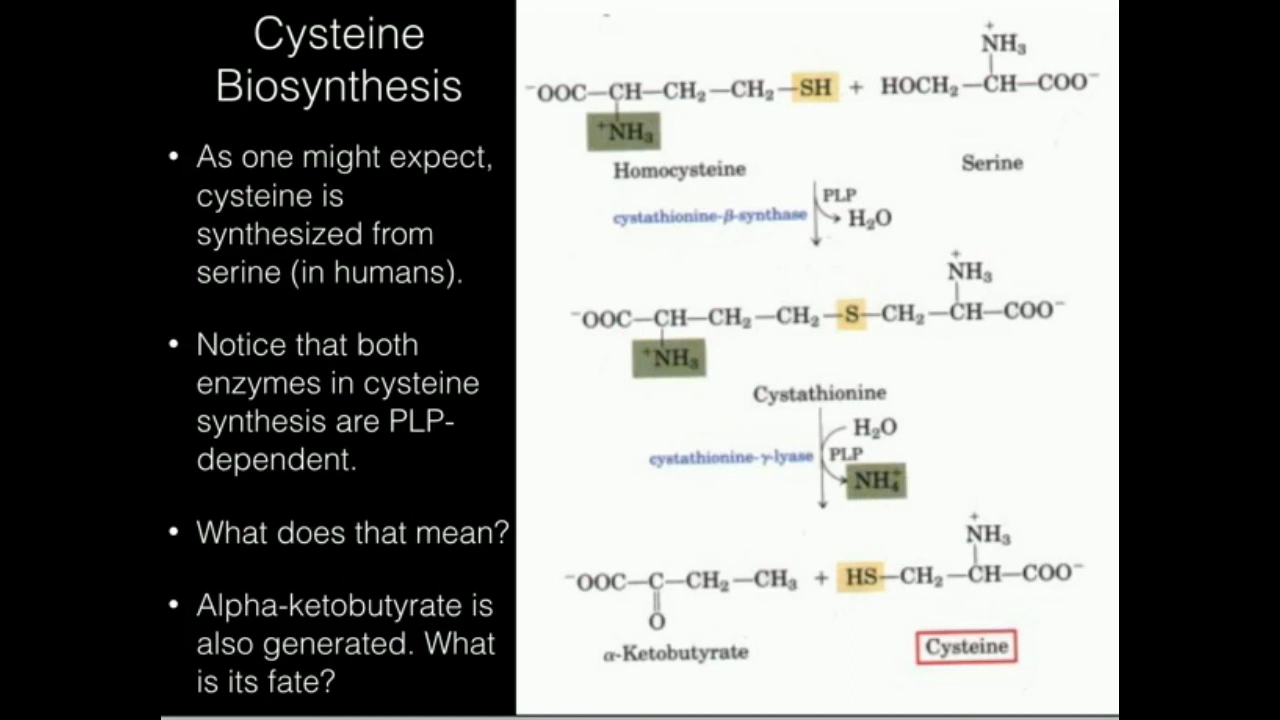 Cysteine
Biosynthesis
• As one might expect,
cysteine is
synthesized from
serine (in humans).
• Notice that both
enzymes in cysteine
synthesis are PLP-
dependent.
• What does that mean?
• Alpha-ketobutyrate is
also generated. What
is its fate?
⁺NH₃
⁻OOC—CH—CH₂—CH₂—SH + HOCH₂—CH—COO⁻
⁺NH₃
Homocysteine Serine
PLP
cystathionine-β-synthase H₂O
⁺NH₃
⁻OOC—CH—CH₂—CH₂—S—CH₂—CH—COO⁻
⁺NH₃
Cystathionine
H₂O
cystathionine-γ-lyase PLP
NH₄⁺
⁺NH₃
⁻OOC—C—CH₂—CH₃ + HS—CH₂—CH—COO⁻
O
α-Ketobutyrate Cysteine